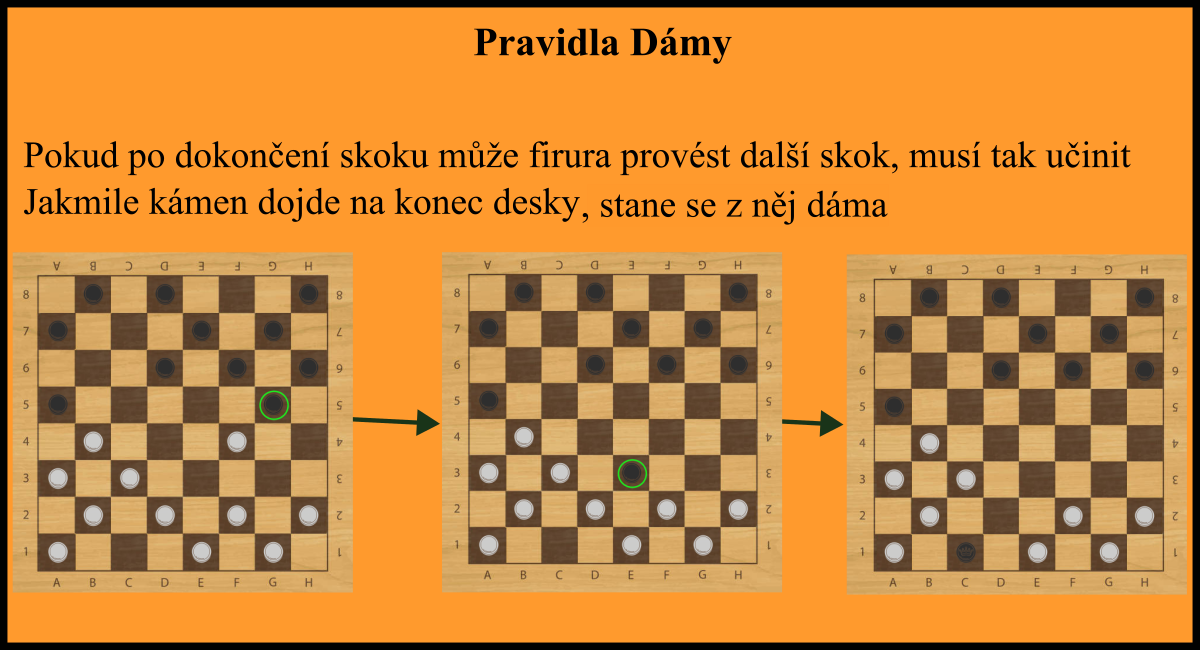 Pravidla Dámy
Pokud po dokončení skoku může firura provést další skok, musí tak učinit
Jakmile kámen dojde na konec desky, stane se z něj dáma
A B C D E F G H
8 8
7 7
6 6
5 5
4 4
3 3
2 2
1 1
A B C D E F G H
A B C D E F G H
8 8
7 7
6 6
5 5
4 4
3 3
2 2
1 1
A B C D E F G H
A B C D E F G H
8 8
7 7
6 6
5 5
4 4
3 3
2 2
1 1
A B C D E F G H